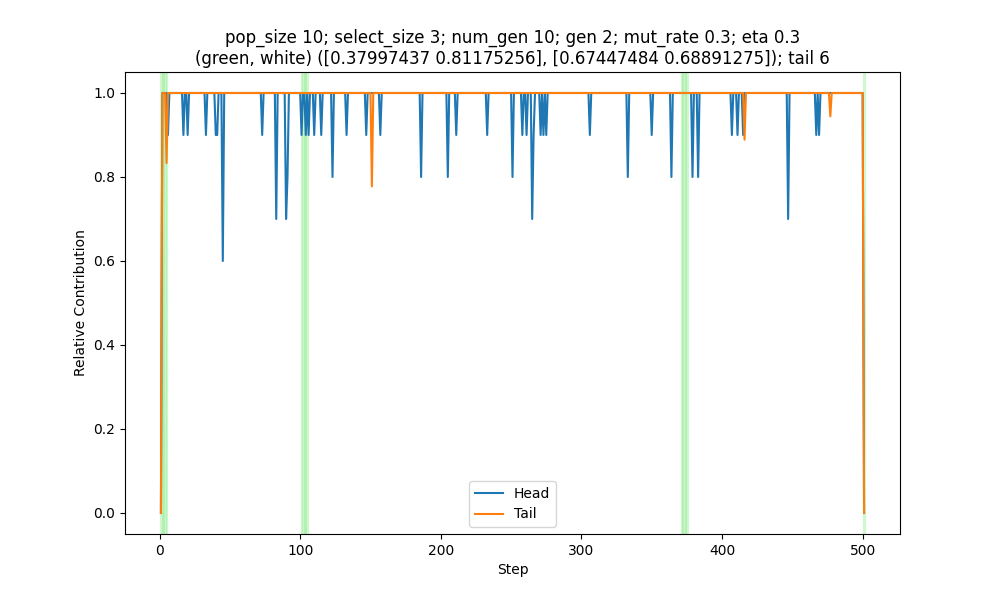 pop_size 10; select_size 3; num_gen 10; gen 2; mut_rate 0.3; eta 0.3
(green, white) ([0.37997437 0.81175256], [0.67447484 0.68891275]); tail 6
1.0
0.8
0.6
0.4
0.2
0.0
Relative Contribution
Head
Tail
0
100
200
300
400
500
Step